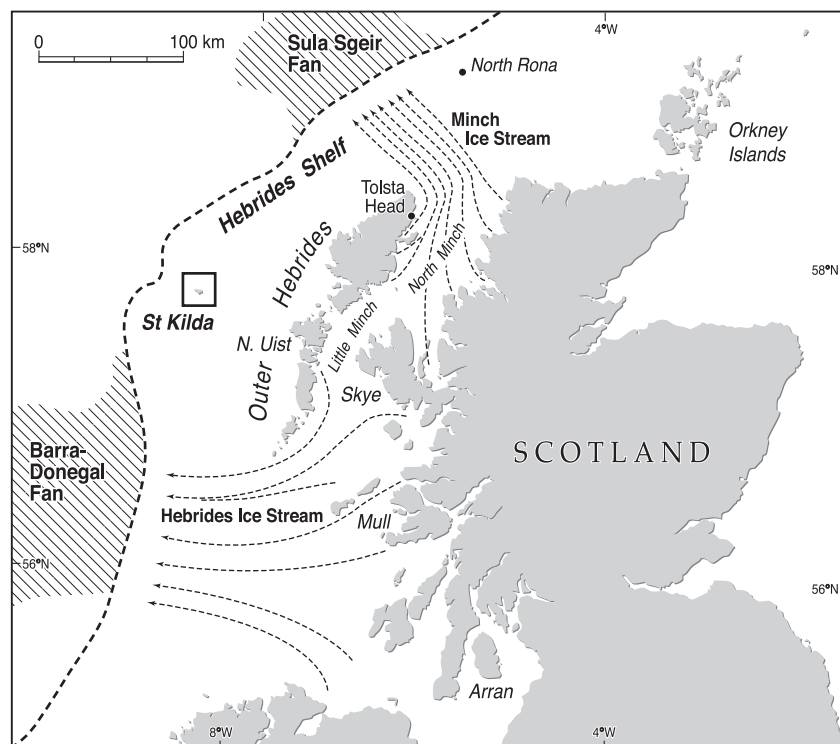 0 100 km
Sula Sgeir
Fan
4°W
North Rona
Minch
Ice Stream
Orkney
Islands
Hebrides Shelf
Tolsta
Head
58°N
58°N
North Minch
Hebrides
St Kilda
N. Uist
Little Minch
Outer
Skye
Barra-
Donegal
Fan
SCOTLAND
Hebrides Ice Stream
Mull
56°N
56°N
Arran
8°W
4°W